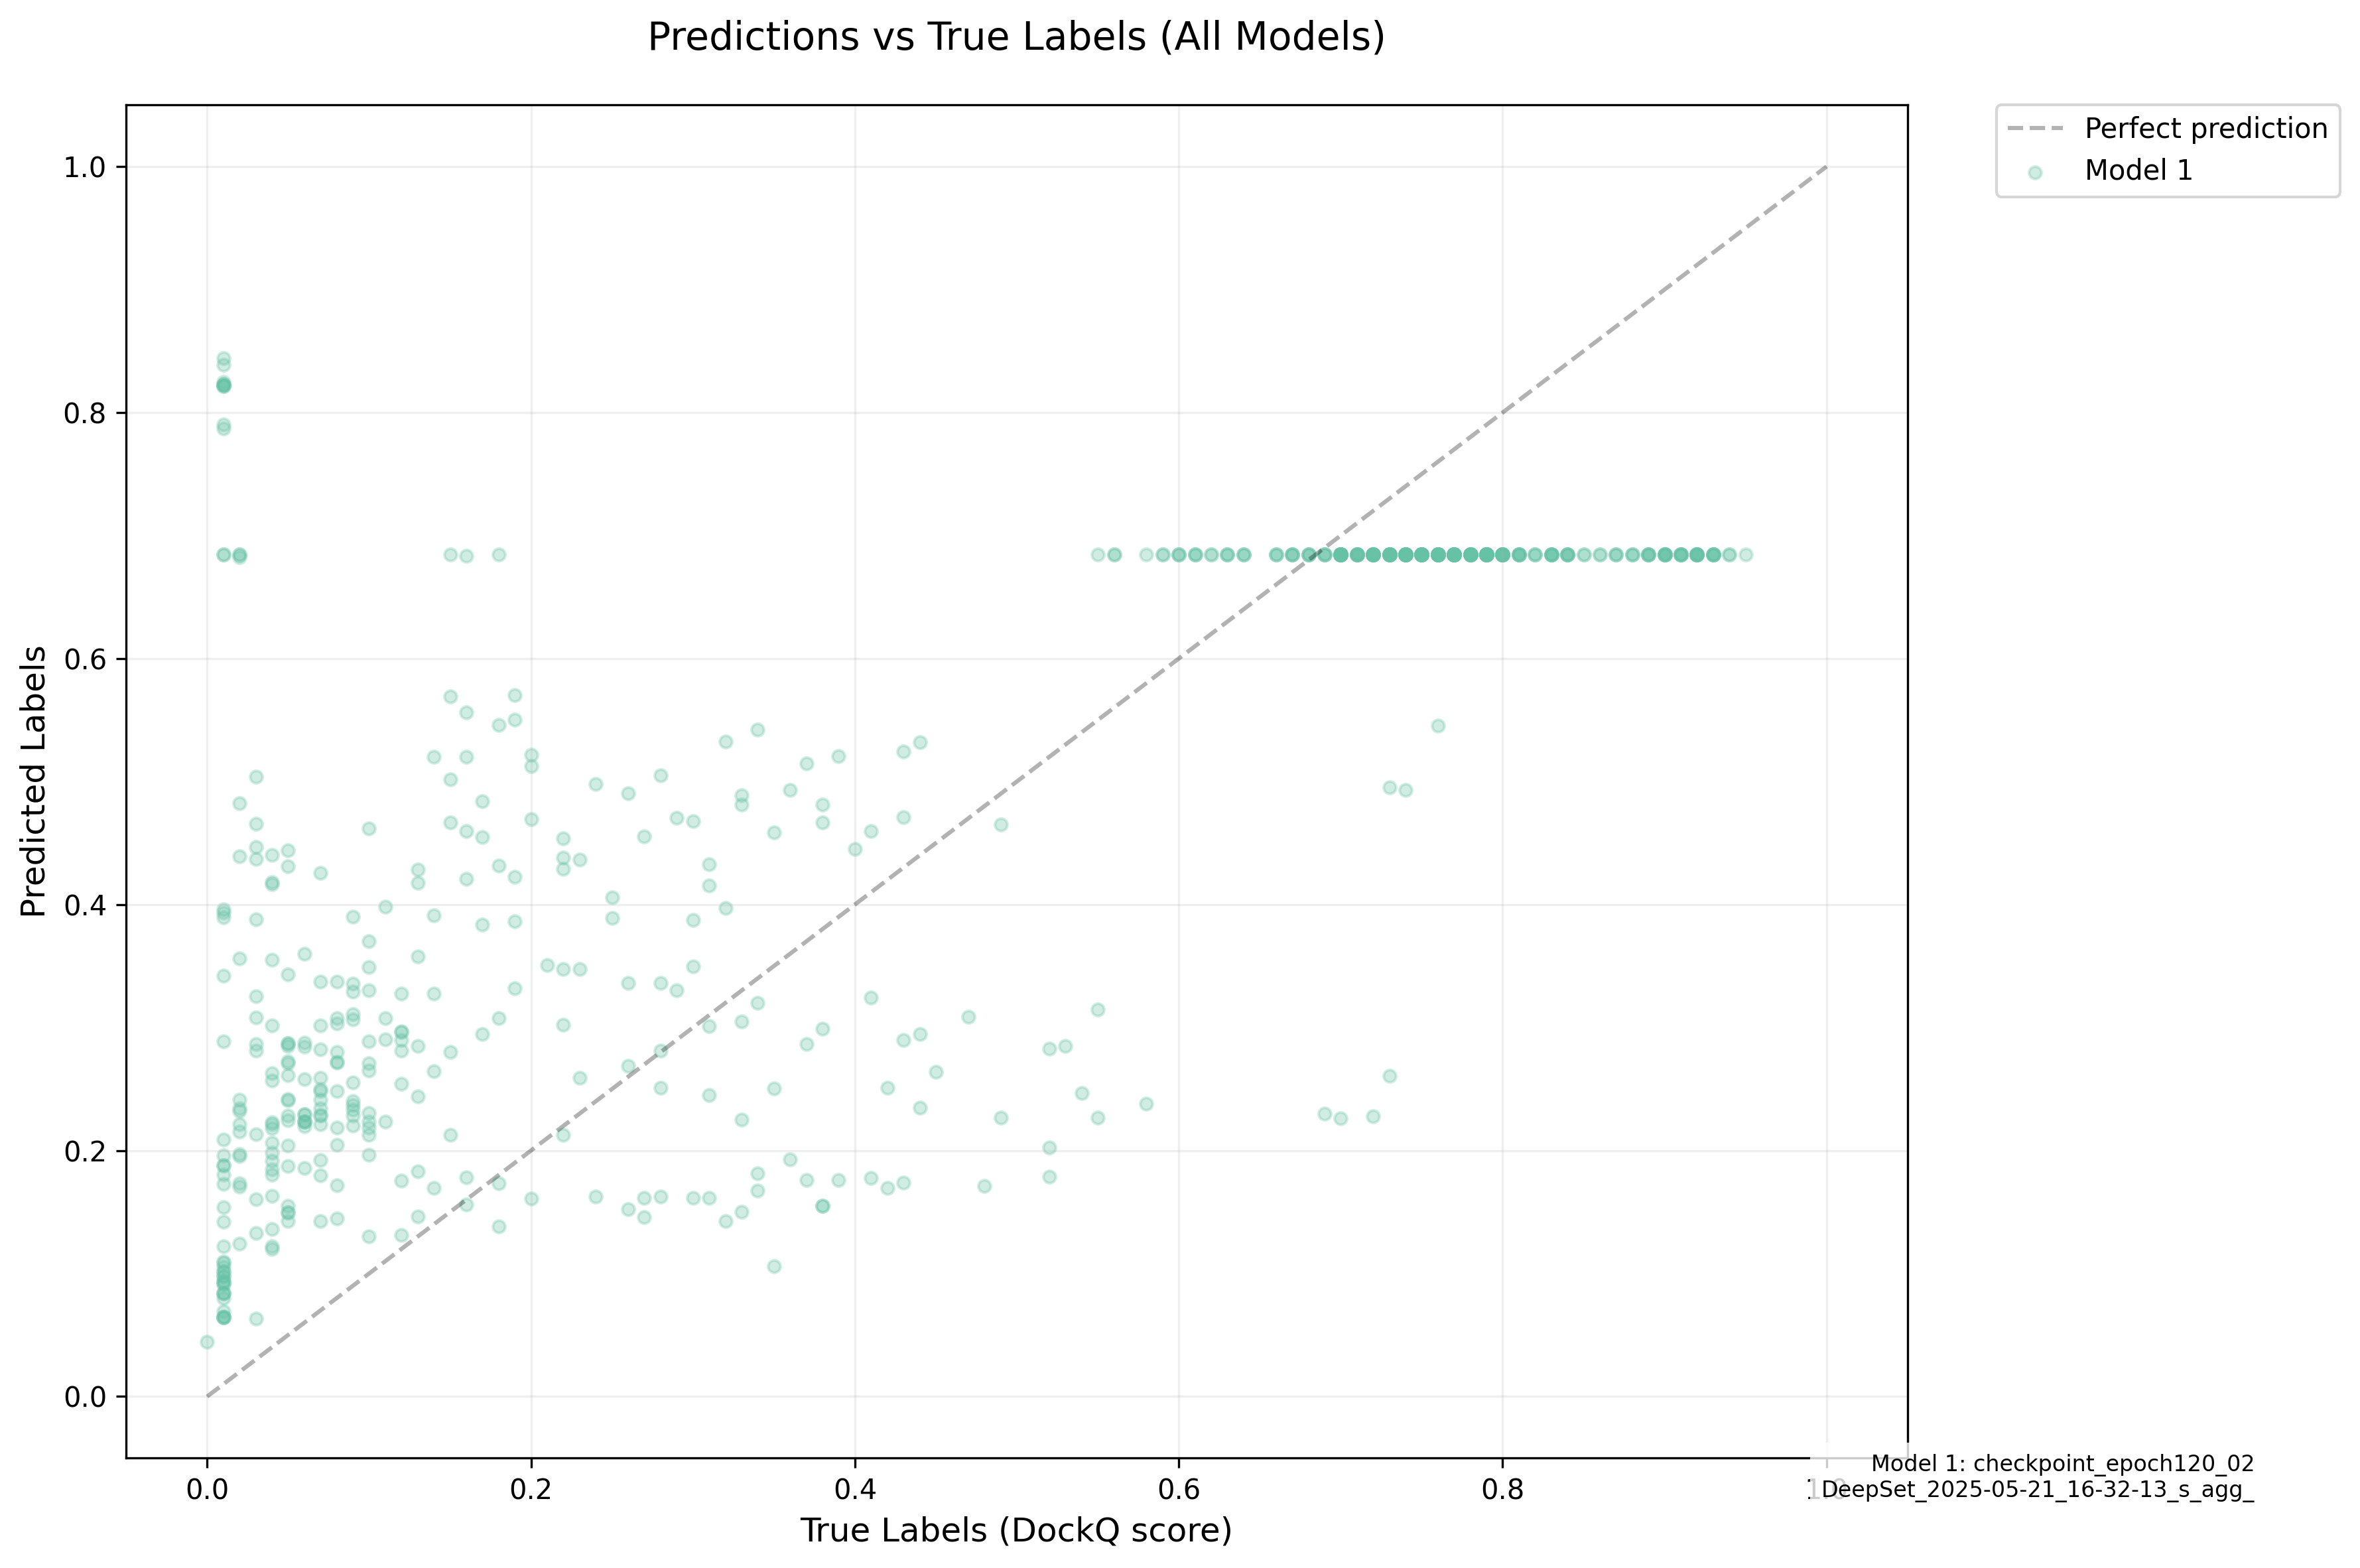 Predictions vs True Labels (All Models)
Perfect prediction
Model 1
1.0
0.8
0.6
0.4
0.2
0.0
Predicted Labels
0.0 0.2 0.4 0.6 0.8 1.0
Model 1: checkpoint_epoch120_02
DeepSet_2025-05-21_16-32-13_s_agg_
True Labels (DockQ score)